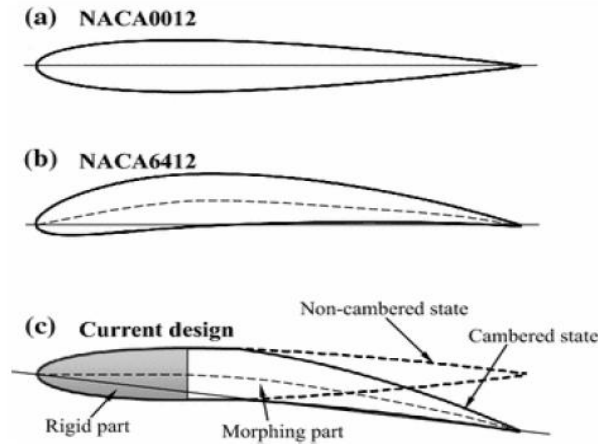 (a) NACA0012
(b) NACA6412
(c) Current design
Non-cambered state
Cambered state
Rigid part
Morphing part